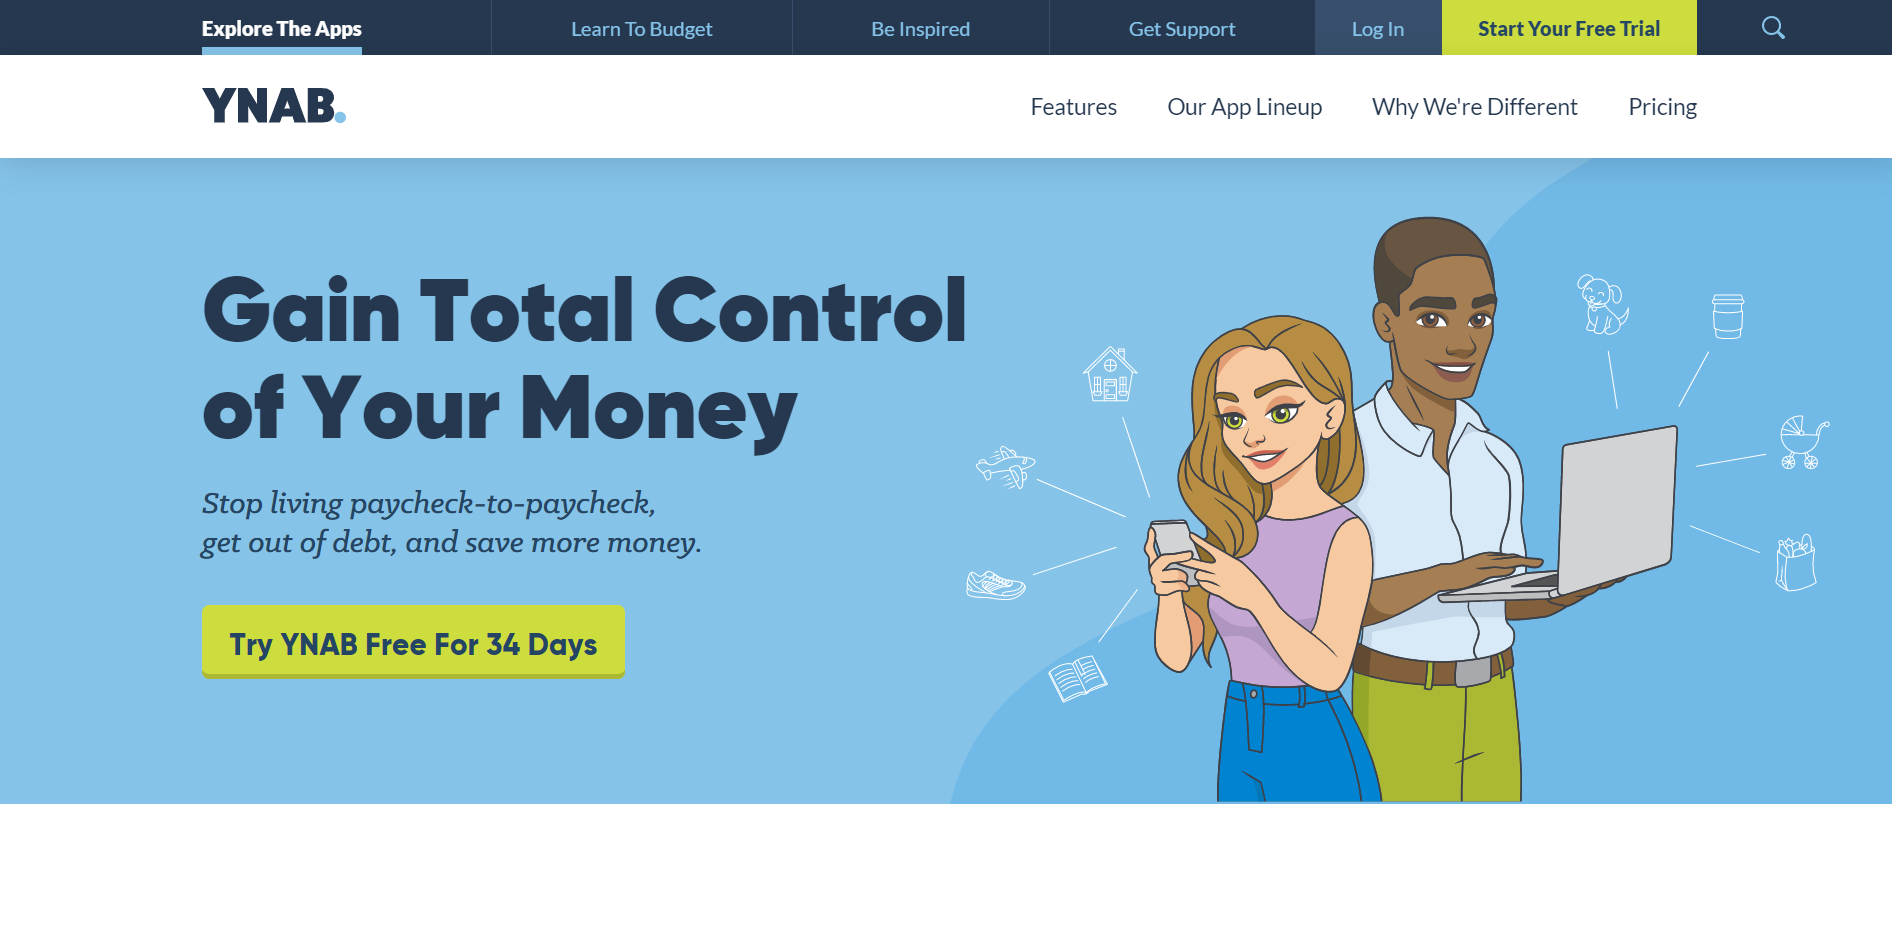 Explore The Apps
Learn To Budget
Be Inspired
Get Support
Log In
Start Your Free Trial
YNAB.
Features
Our App Lineup
Why We're Different
Pricing
Gain Total Control
of Your Money
Stop living paycheck-to-paycheck,
get out of debt, and save more money.
Try YNAB Free For 34 Days